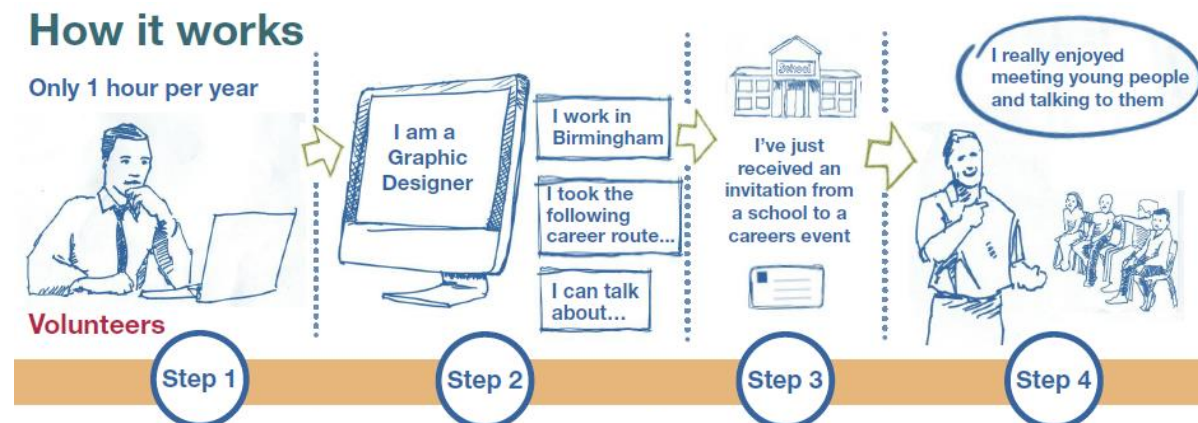 How it works
Only 1 hour per year
Volunteers
Step 1
I am a
Graphic
Designer
I work in
Birmingham
I took the
following
career route...
I can talk
about...
Step 2
School
I've just
received an
invitation from
a school to a
careers event
Step 3
I really enjoyed
meeting young people
and talking to them
Step 4